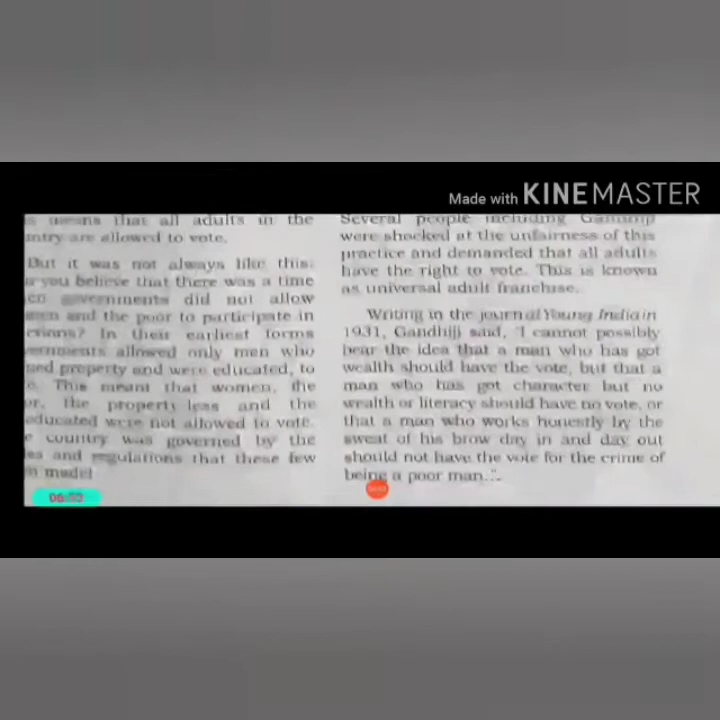 Made with KINEMASTER
means that all adults in the
ntry are allowed to vote.
But it was not always like this.
you believe that there was a time
governments did not allow
and the poor to participate in
In their earliest forms
allowed only men who
property and were educated, to
This meant that women, the
the property less and the
educated were not allowed to vote.
country was governed by the
and regulations that these few
made!
06:53
Several people including Gandhiji
were shocked at the unfairness of this
practice and demanded that all adults
have the right to vote. This is known
as universal adult franchise.
Writing in the journal Young India in
1931, Gandhiji said, "I cannot possibly
bear the idea that a man who has got
wealth should have the vote, but that a
man who has got character but no
wealth or literacy should have no vote, or
that a man who works honestly by the
sweat of his brow day in and day out
should not have the vote for the crime of
being a poor man...".